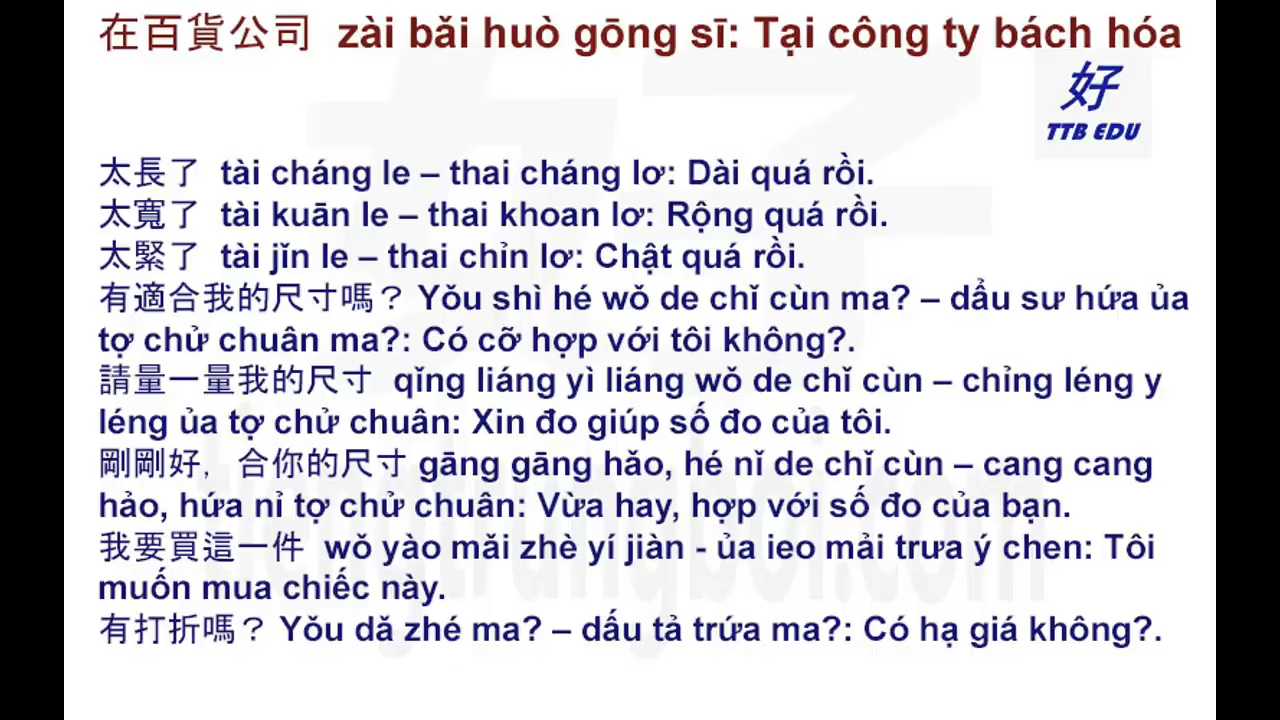 在百貨公司 zài bǎi huò gōng sī: Tại công ty bách hóa
好
TTB EDU
太長了 tài cháng le – thai cháng lơ: Dài quá rồi.
太寬了 tài kuān le – thai khoan lơ: Rộng quá rồi.
太緊了 tài jǐn le – thai chỉn lơ: Chật quá rồi.
有適合我的尺寸嗎？ Yǒu shì hé wǒ de chǐ cùn ma? – dẩu sư hứa ủa
tợ chử chuân ma?: Có cỡ hợp với tôi không?.
請量一量我的尺寸 qǐng liáng yì liáng wǒ de chǐ cùn – chỉng léng y
léng ủa tợ chử chuân: Xin đo giúp số đo của tôi.
剛剛好，合你的尺寸 gāng gāng hǎo, hé nǐ de chǐ cùn – cang cang
hảo, hứa nỉ tợ chử chuân: Vừa hay, hợp với số đo của bạn.
我要買這一件 wǒ yào mǎi zhè yí jiàn - ủa ieo mải trưa ý chen: Tôi
muốn mua chiếc này.
有打折嗎？ Yǒu dǎ zhé ma? – dấu tả trứa ma?: Có hạ giá không?.
tiengtrungboi.com